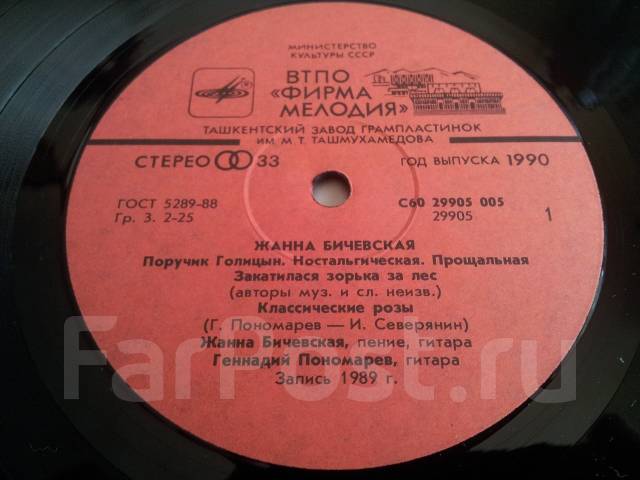 МИНИСТЕРСТВО
КУЛЬТУРЫ СССР
ВТПО
«ФИРМА
МЕЛОДИЯ»
ТАШКЕНТСКИЙ ЗАВОД ГРАМПЛАСТИНОК
ИМ. М. Т. ТАШМУХАМЕДОВА
СТЕРЕО 33
ГОД ВЫПУСКА 1990
ГОСТ 5289-88
Гр. 3. 2-25
С60 29905 005
29905
1
ЖАННА БИЧЕВСКАЯ
Поручик Голицын. Ностальгическая. Прощальная
Закатилася зорька за лес
(авторы муз. и сл. неизв.)
Классические розы
(Г. Пономарев — И. Северянин)
Жанна Бичевская, пение, гитара
Геннадий Пономарев, гитара
Запись 1989 г.
FarPost.ru